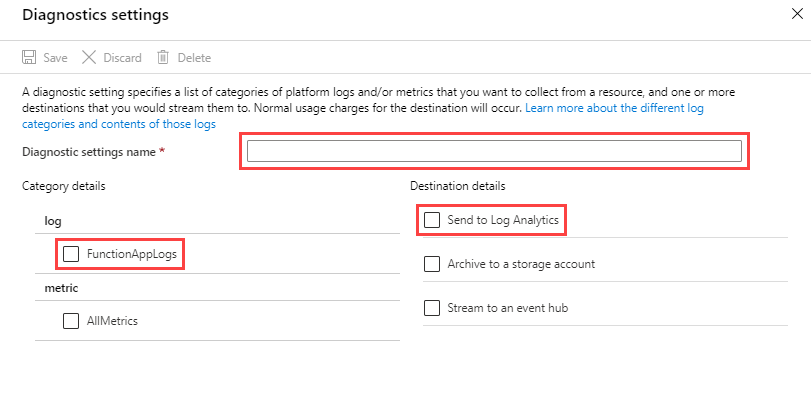 Diagnostics settings
Save Discard Delete
A diagnostic setting specifies a list of categories of platform logs and/or metrics that you want to collect from a resource, and one or more
destinations that you would stream them to. Normal usage charges for the destination will occur. Learn more about the different log
categories and contents of those logs
Diagnostic settings name *
Category details
Destination details
log
Send to Log Analytics
FunctionAppLogs
Archive to a storage account
metric
Stream to an event hub
AllMetrics